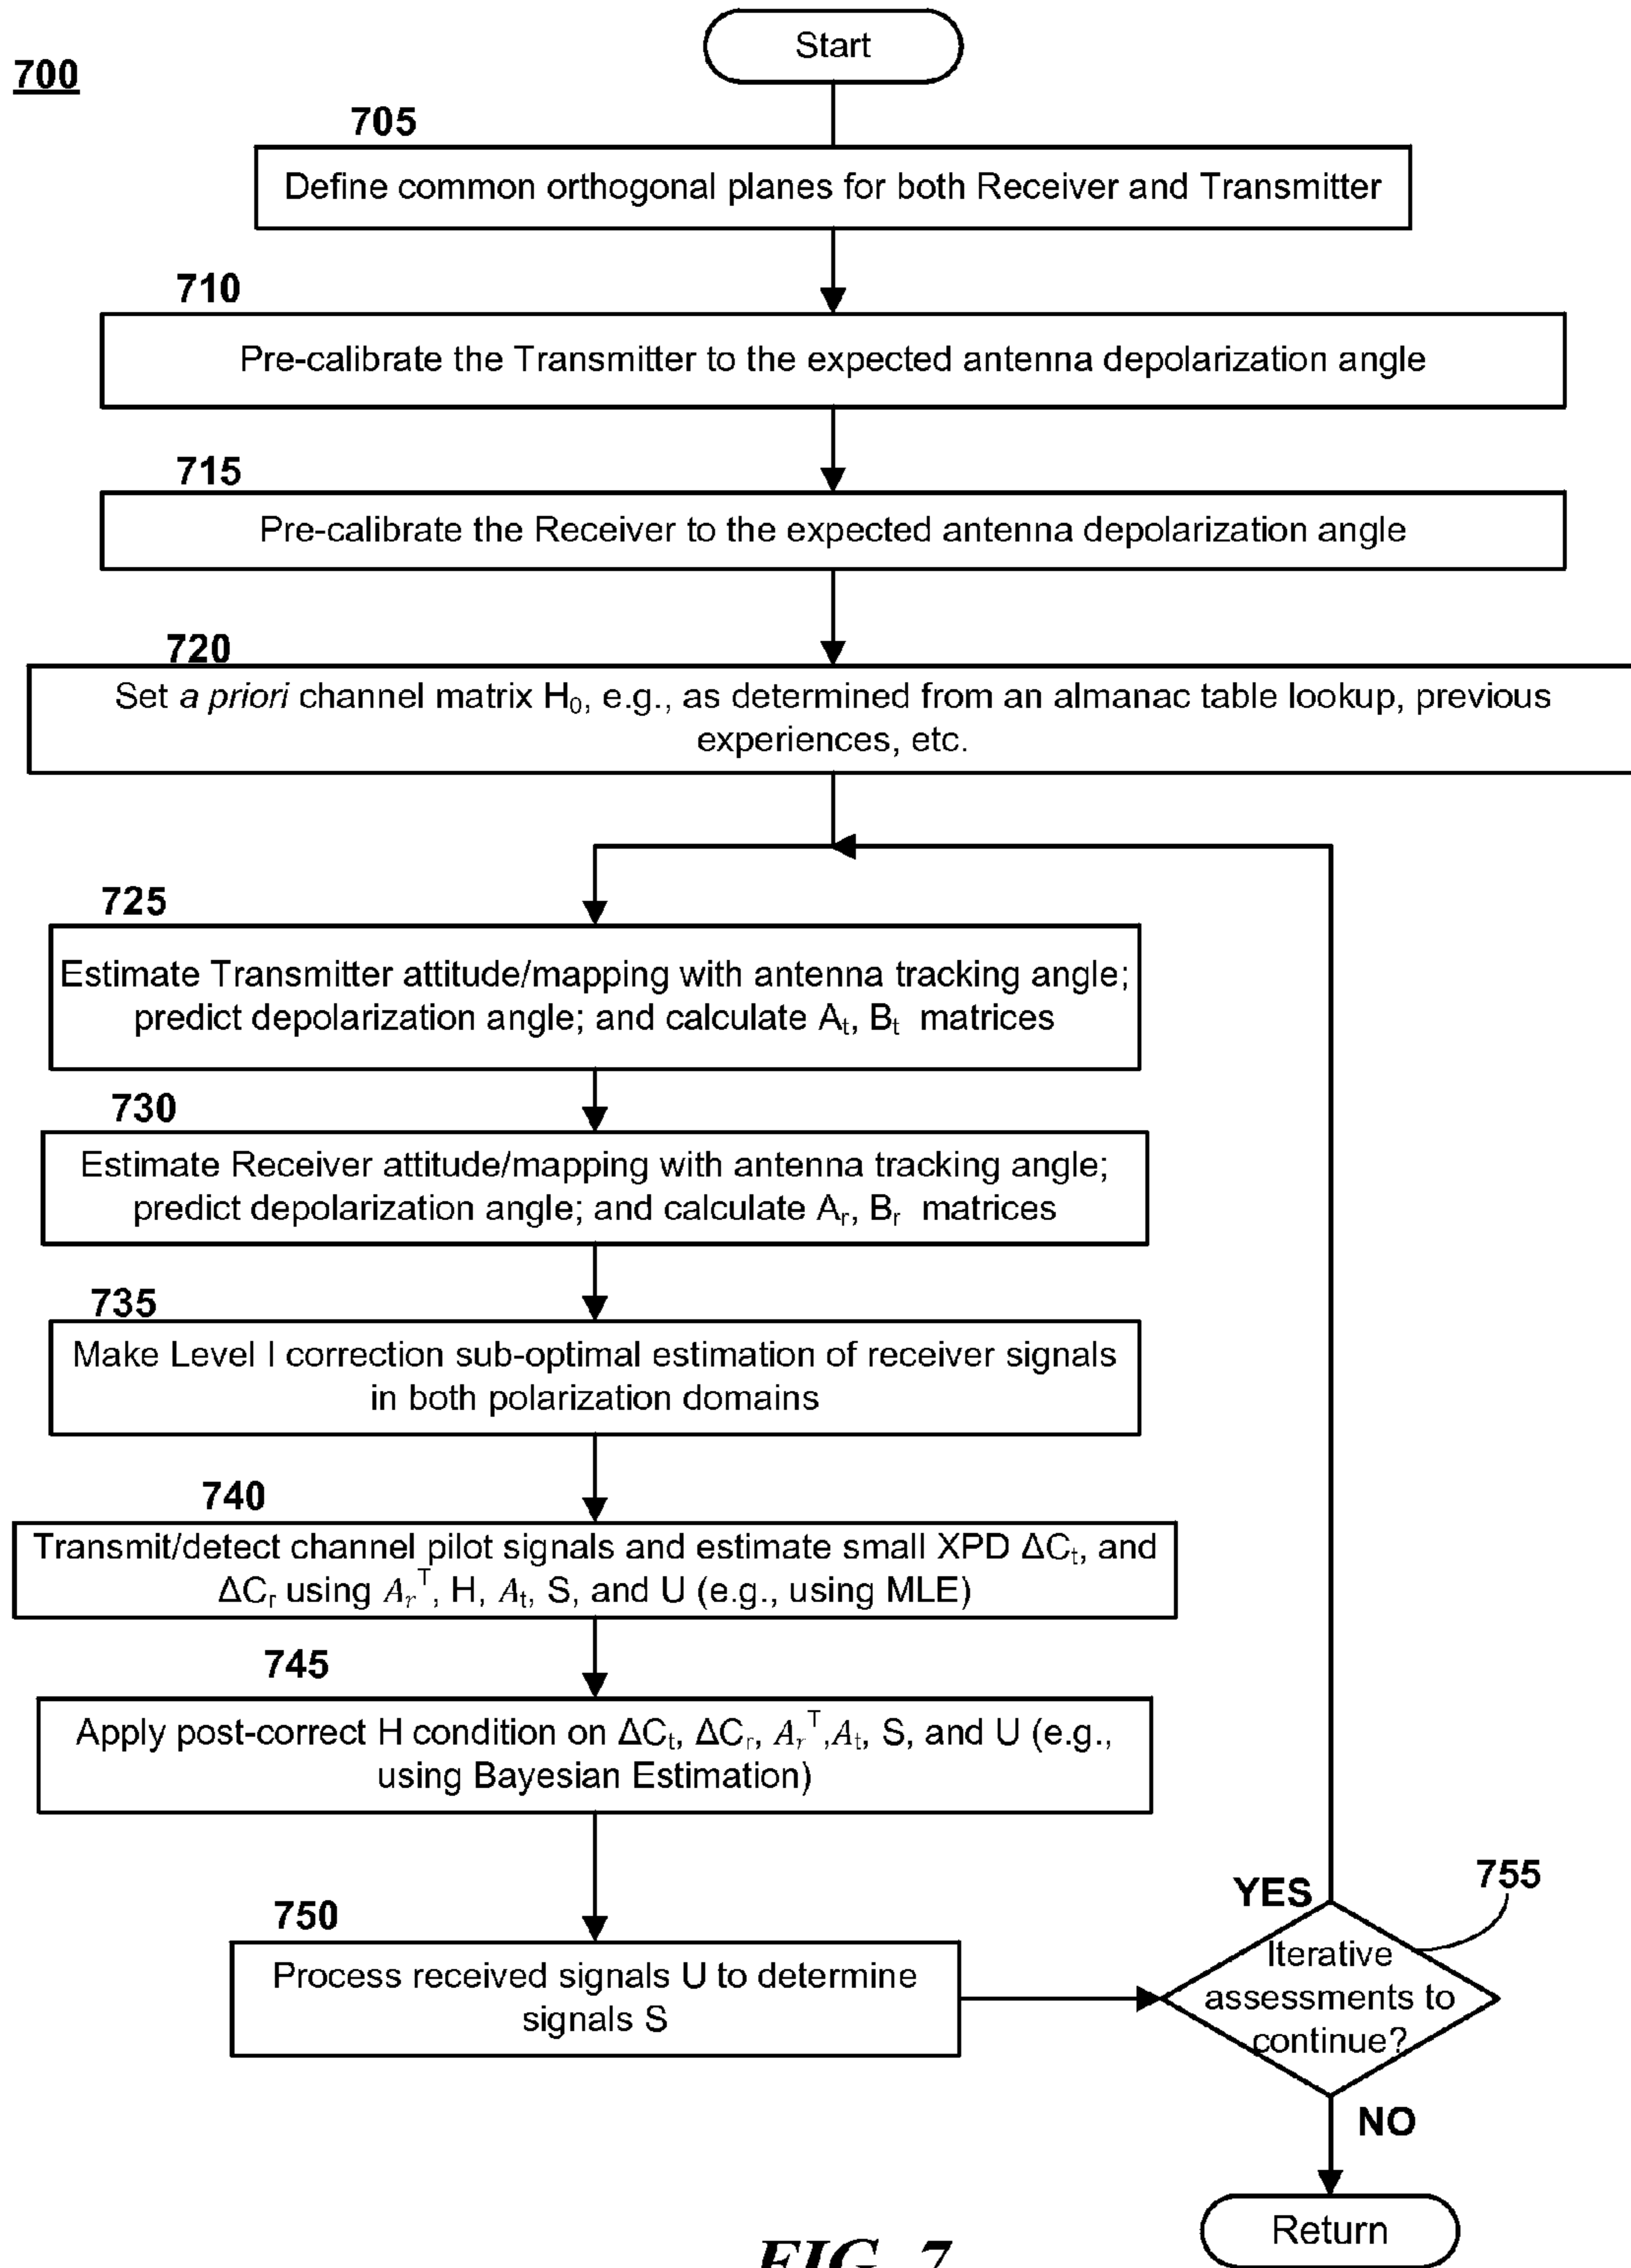 Start
700
705
Define common orthogonal planes for both Receiver and Transmitter
710
Pre-calibrate the Transmitter to the expected antenna depolarization angle
715
Pre-calibrate the Receiver to the expected antenna depolarization angle
720
Set a priori channel matrix H₀, e.g., as determined from an almanac table lookup, previous
experiences, etc.
725
Estimate Transmitter attitude/mapping with antenna tracking angle;
predict depolarization angle; and calculate Aₜ, Bₜ matrices
730
Estimate Receiver attitude/mapping with antenna tracking angle;
predict depolarization angle; and calculate Aᵣ, Bᵣ matrices
735
Make Level I correction sub-optimal estimation of receiver signals
in both polarization domains
740
Transmit/detect channel pilot signals and estimate small XPD ΔCₜ, and
ΔCᵣ using Aᵣᵀ, H, Aₜ, S, and U (e.g., using MLE)
745
Apply post-correct H condition on ΔCₜ, ΔCᵣ, Aᵣᵀ,Aₜ, S, and U (e.g.,
using Bayesian Estimation)
750
Process received signals U to determine
signals S
755
YES
Iterative
assessments to
continue?
NO
Return
FIG. 7